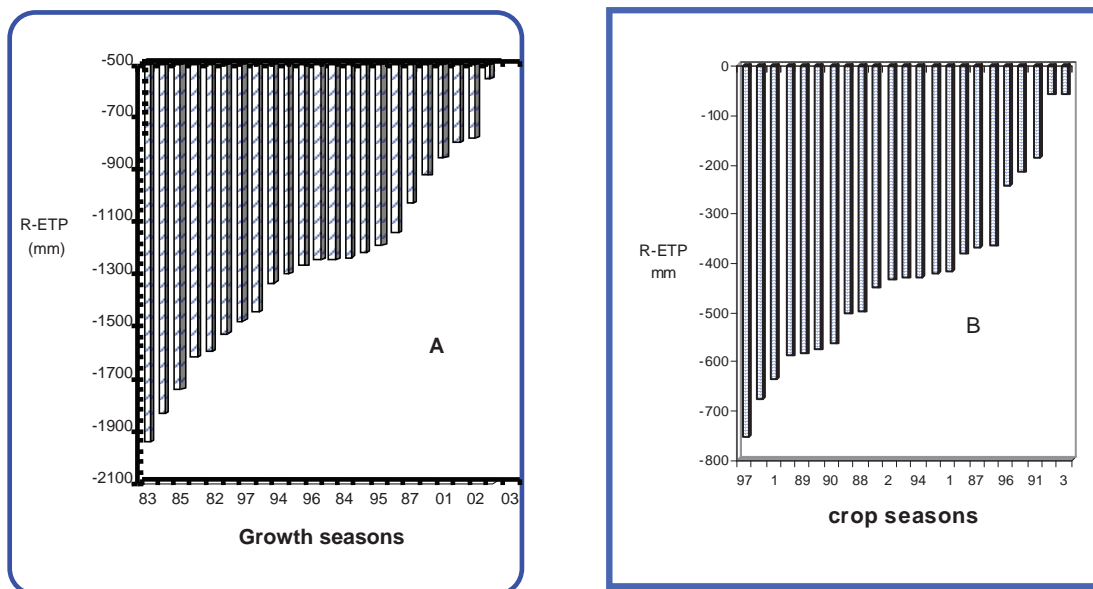 -500
-700
-900
-1100
-1300
-1500
-1700
-1900
-2100
R-ETP
(mm)
A
83 85 82 97 94 96 84 95 87 01 02 03
Growth seasons
0
-100
-200
-300
-400
-500
-600
-700
-800
R-ETP
mm
B
97 1 89 90 88 2 94 1 87 96 91 3
crop seasons